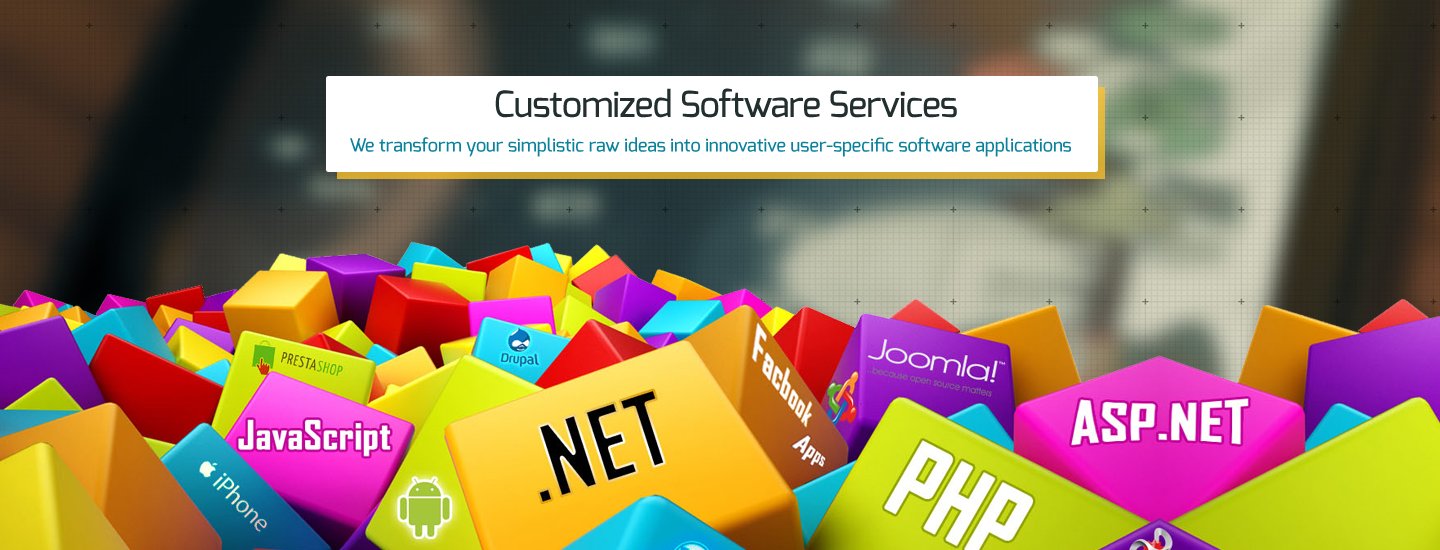 Customized Software Services
We transform your simplistic raw ideas into innovative user-specific software applications
PRESTASHOP
Drupal
Facbook
Apps
Joomla!™
...because open source matters
JavaScript
.NET
ASP.NET
iPhone
PHP